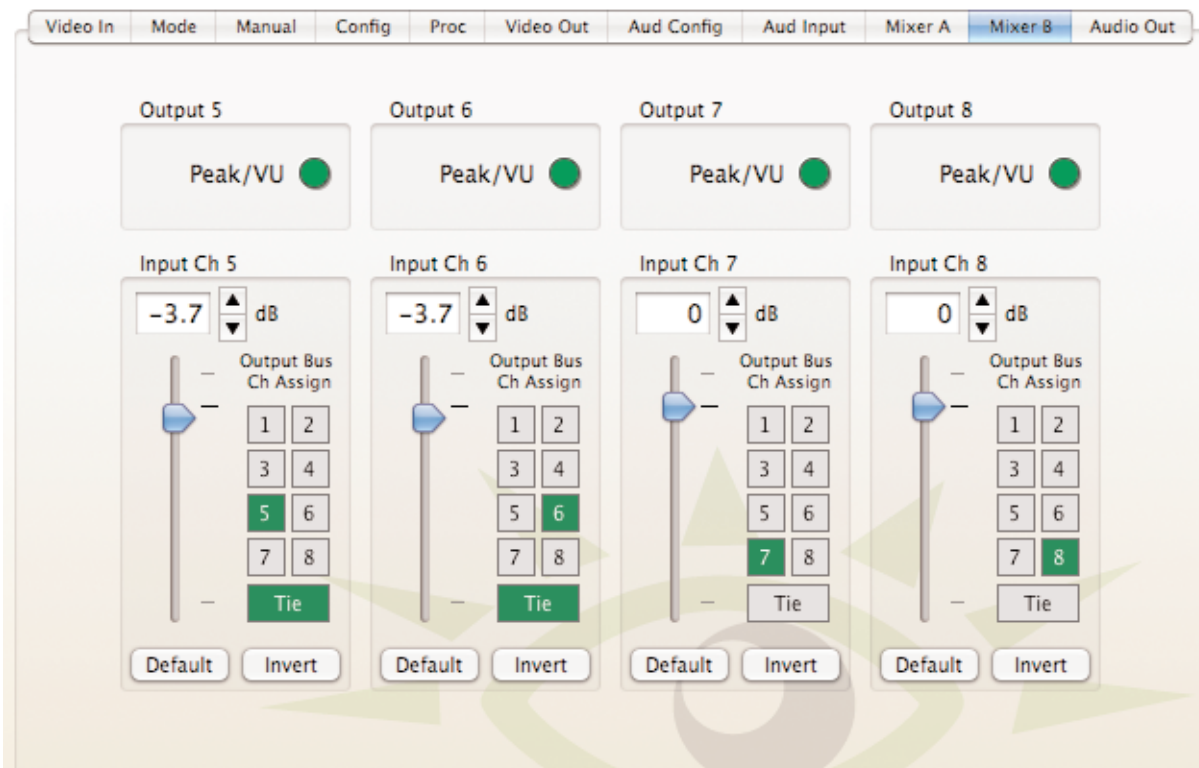 Video In Mode Manual Config Proc Video Out Aud Config Aud Input Mixer A Mixer B Audio Out
Output 5 Output 6 Output 7 Output 8
Peak/VU Peak/VU Peak/VU Peak/VU
Input Ch 5 Input Ch 6 Input Ch 7 Input Ch 8
-3.7 dB -3.7 dB 0 dB 0 dB
Output Bus Output Bus Output Bus Output Bus
Ch Assign Ch Assign Ch Assign Ch Assign
1 2 1 2 1 2 1 2
3 4 3 4 3 4 3 4
5 6 5 6 5 6 5 6
7 8 7 8 7 8 7 8
Tie Tie Tie Tie
Default Invert Default Invert Default Invert Default Invert